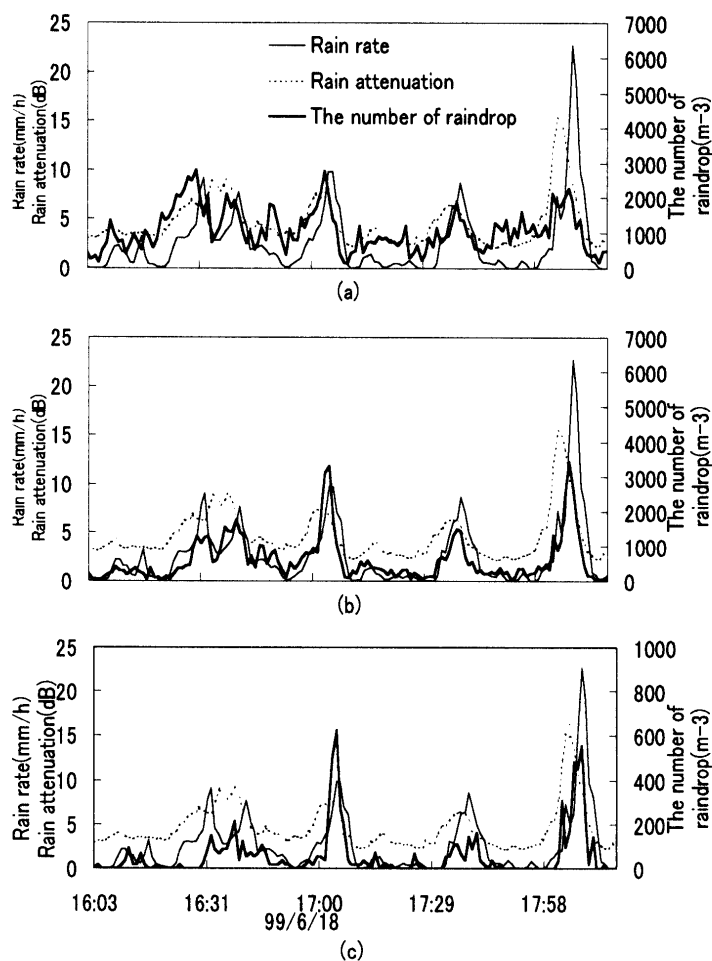 25
20
15
10
5
0
Rain rate(mm/h)
Rain attenuation(dB)
Rain rate
Rain attenuation
The number of raindrop
7000
6000
5000
4000
3000
2000
1000
0
The number of
raindrop(m-3)
(a)
25
20
15
10
5
0
Rain rate(mm/h)
Rain attenuation(dB)
7000
6000
5000
4000
3000
2000
1000
0
The number of
raindrop(m-3)
(b)
25
20
15
10
5
0
Rain rate(mm/h)
Rain attenuation(dB)
1000
800
600
400
200
0
The number of
raindrop(m-3)
16:03 16:31 17:00 17:29 17:58
99/6/18
(c)